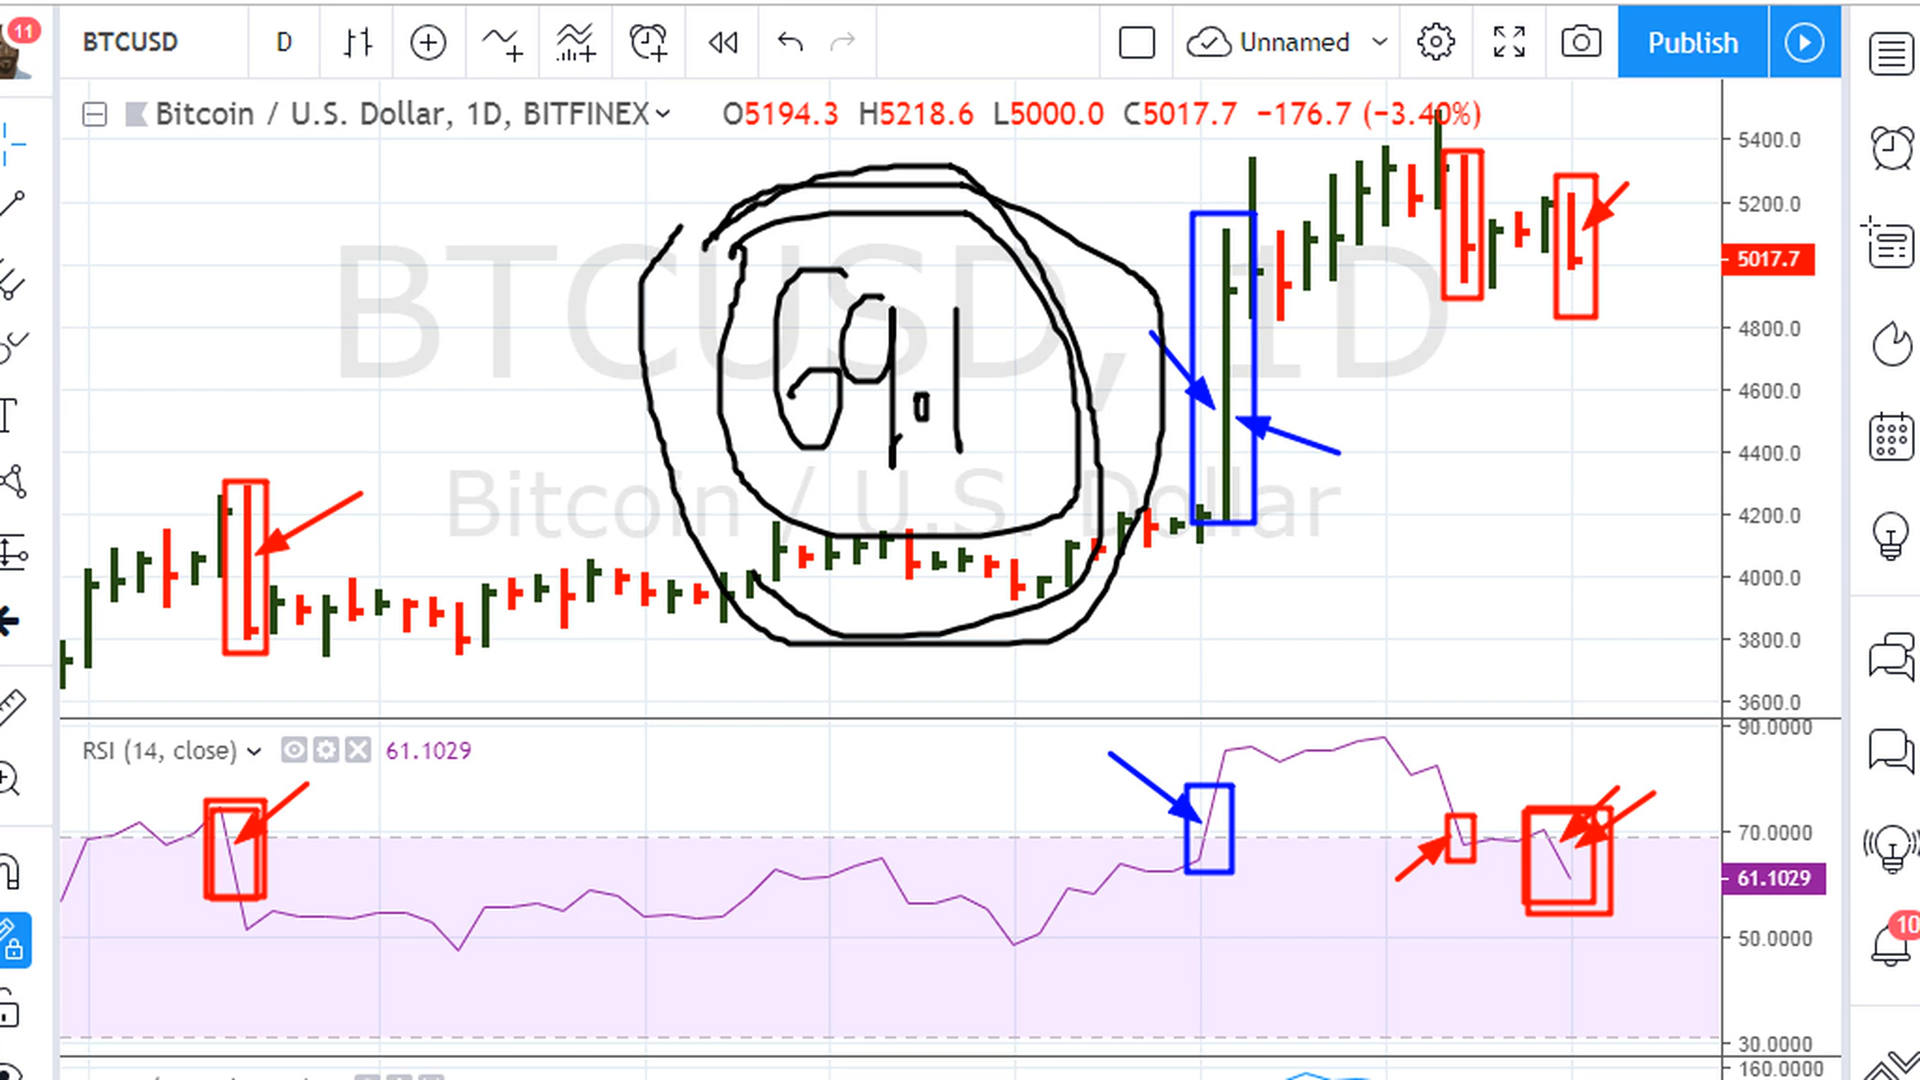 11
BTCUSD
D
Unnamed
Publish
Bitcoin / U.S. Dollar, 1D, BITFINEX
O5194.3 H5218.6 L5000.0 C5017.7 −176.7 (−3.40%)
BTCUSD, 1D
Bitcoin / U.S. Dollar
69.1
5400.0
5200.0
5017.7
4800.0
4600.0
4400.0
4200.0
4000.0
3800.0
3600.0
RSI (14, close)
61.1029
90.0000
70.0000
61.1029
50.0000
30.0000
160.0000
10